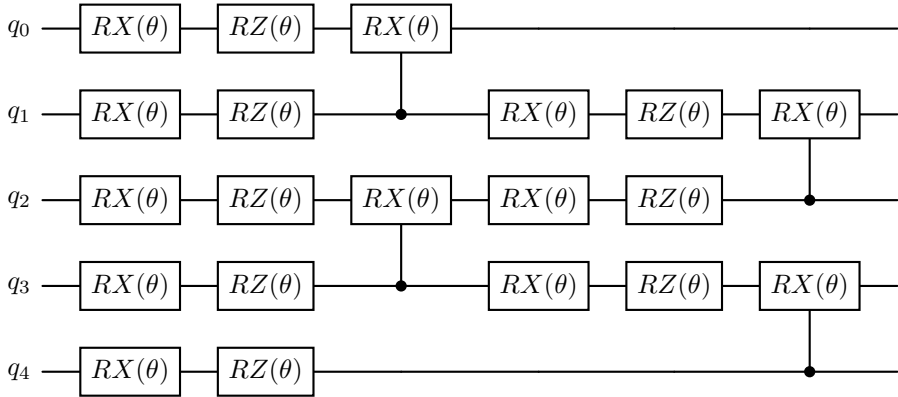 q₀ RX(θ) RZ(θ) RX(θ)
q₁ RX(θ) RZ(θ) RX(θ) RZ(θ) RX(θ)
q₂ RX(θ) RZ(θ) RX(θ) RX(θ) RZ(θ)
q₃ RX(θ) RZ(θ) RX(θ) RZ(θ) RX(θ)
q₄ RX(θ) RZ(θ)